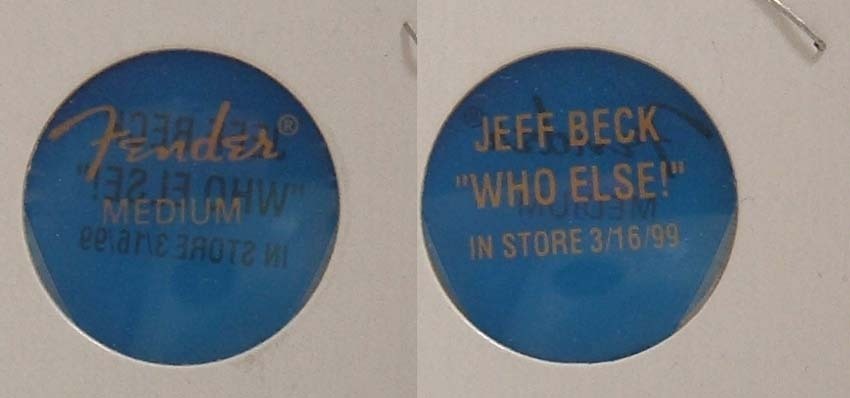 Fender®
MEDIUM
JEFF BECK
"WHO ELSE!"
IN STORE 3/16/99